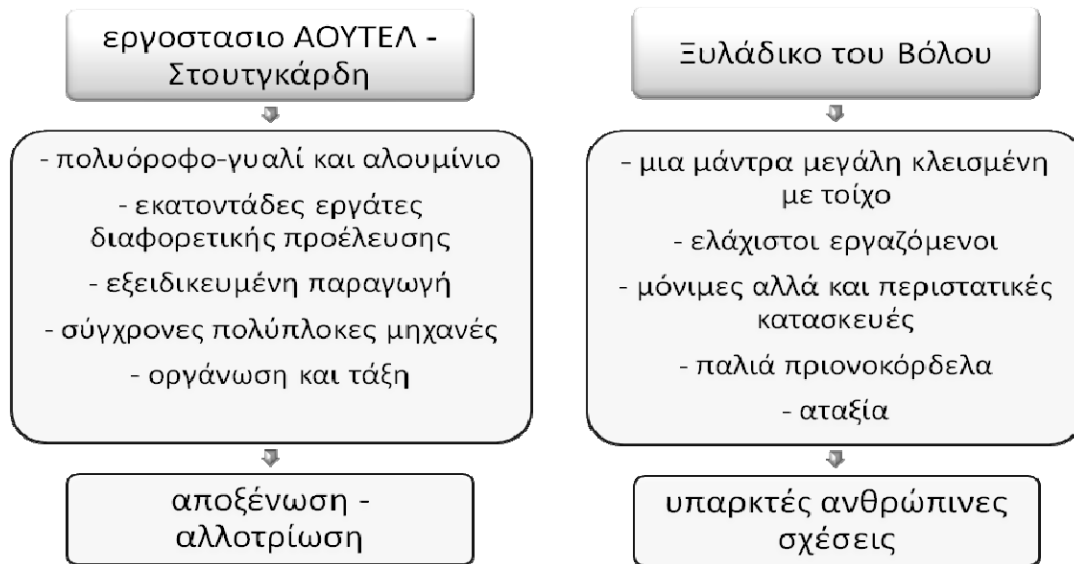 εργοστασιο ΑΟΥΤΕΛ -
Στουτγκάρδη
- πολυόροφο-γυαλί και αλουμίνιο
- εκατοντάδες εργάτες
διαφορετικής προέλευσης
- εξειδικευμένη παραγωγή
- σύγχρονες πολύπλοκες μηχανές
- οργάνωση και τάξη
αποξένωση -
αλλοτρίωση
Ξυλάδικο του Βόλου
- μια μάντρα μεγάλη κλεισμένη
με τοίχο
- ελάχιστοι εργαζόμενοι
- μόνιμες αλλά και περιστατικές
κατασκευές
- παλιά πριονοκόρδελα
- αταξία
υπαρκτές ανθρώπινες
σχέσεις